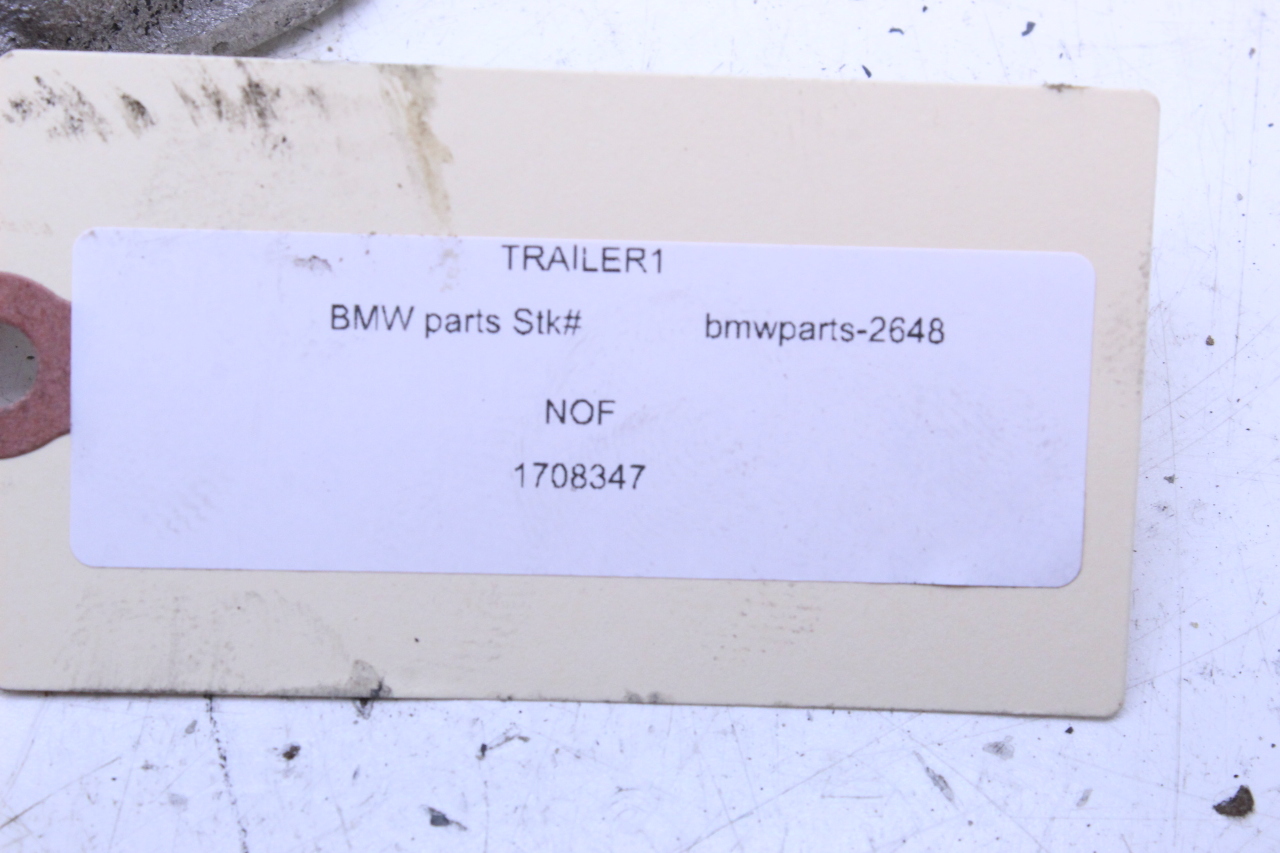 TRAILER1
BMW parts Stk# bmwparts-2648
NOF
1708347